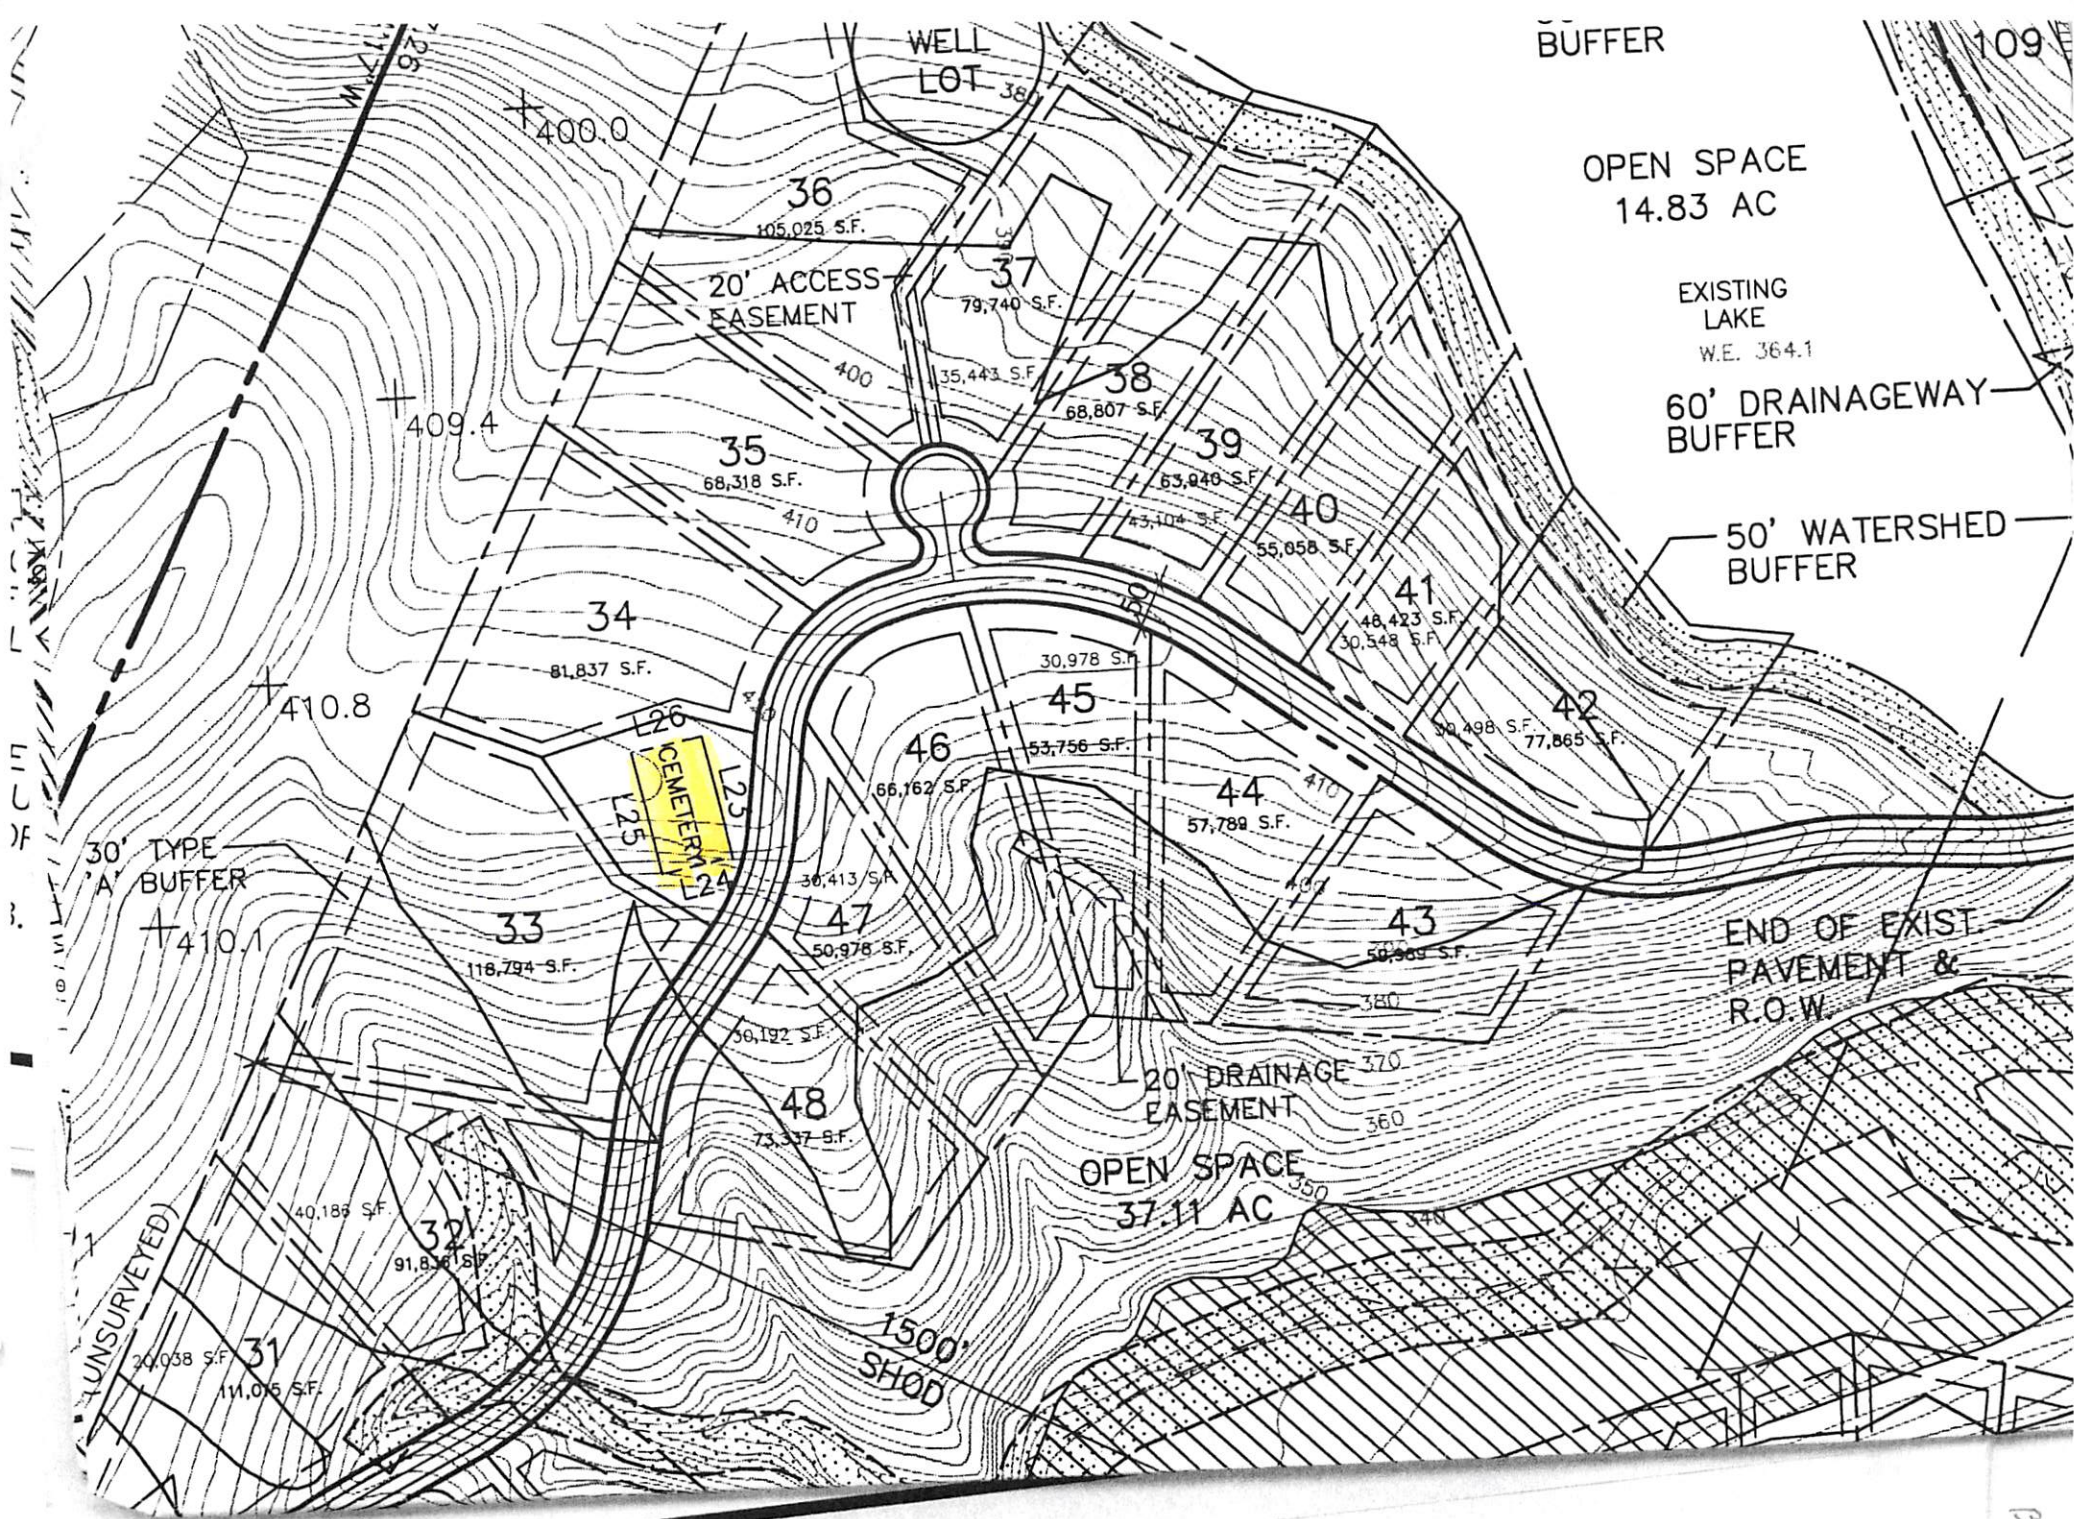 WELL
LOT
380
BUFFER
109
400.0
OPEN SPACE
14.83 AC
36
105,025 S.F.
20' ACCESS
EASEMENT
37
79,740 S.F.
EXISTING
LAKE
W.E. 364.1
400
35,443 S.F.
38
68,807 S.F.
60' DRAINAGEWAY
BUFFER
409.4
35
68,318 S.F.
39
63,940 S.F.
410
43,104 S.F.
40
55,058 S.F.
50' WATERSHED
BUFFER
34
81,837 S.F.
50
41
46,423 S.F.
30,548 S.F.
30,978 S.F.
45
53,756 S.F.
410.8
L26
CEMETERY
L23
L25
L24
46
66,162 S.F.
42
30,498 S.F.
77,865 S.F.
44
57,789 S.F.
410
30' TYPE
'A' BUFFER
410.1
33
118,794 S.F.
30,413 S.F.
47
50,978 S.F.
400
43
END OF EXIST.
PAVEMENT &
R.O.W.
380
30,192 S.F.
48
73,337 S.F.
20' DRAINAGE
EASEMENT
370
360
OPEN SPACE
37.11 AC
350
340
40,186 S.F.
32
(UNSURVEYED)
1500'
SHOD
20,038 S.F.
31
111,015 S.F.